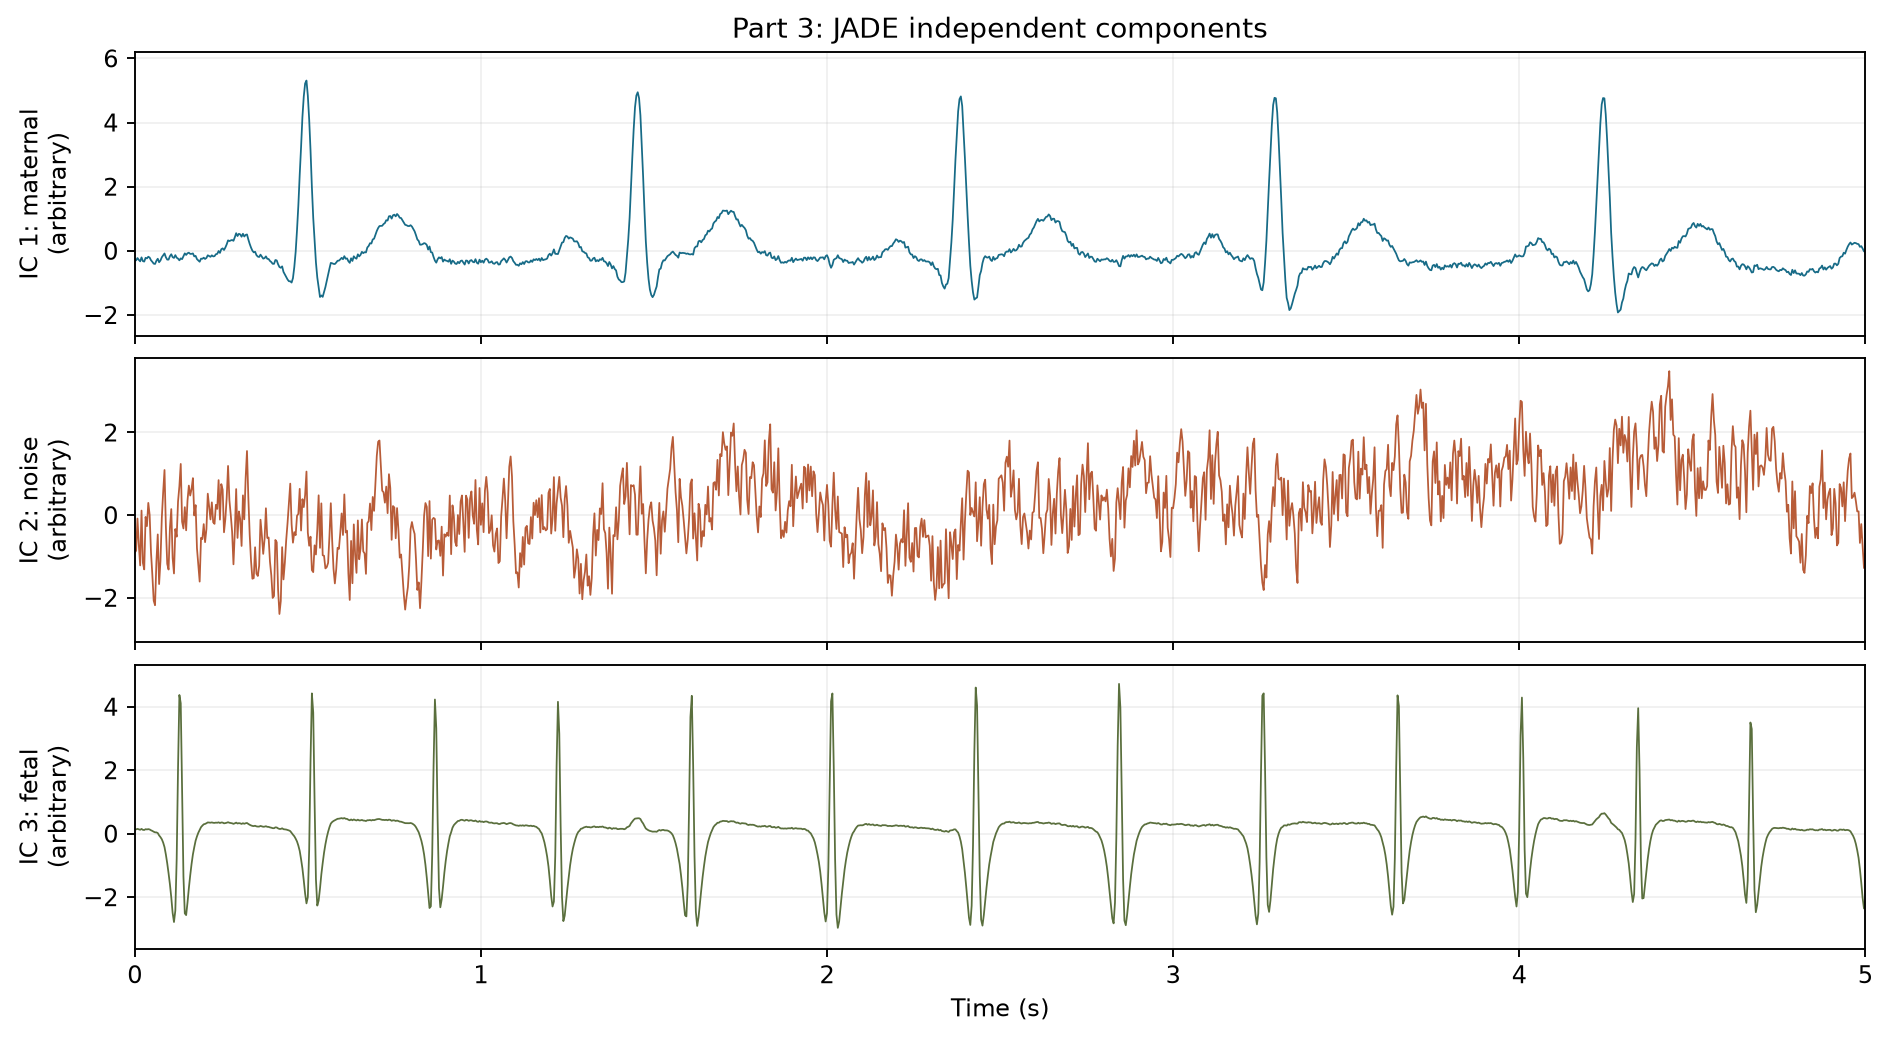 Part 3: JADE independent components
IC 1: maternal
(arbitrary)
6
4
2
0
−2
IC 2: noise
(arbitrary)
2
0
−2
IC 3: fetal
(arbitrary)
4
2
0
−2
0 1 2 3 4 5
Time (s)